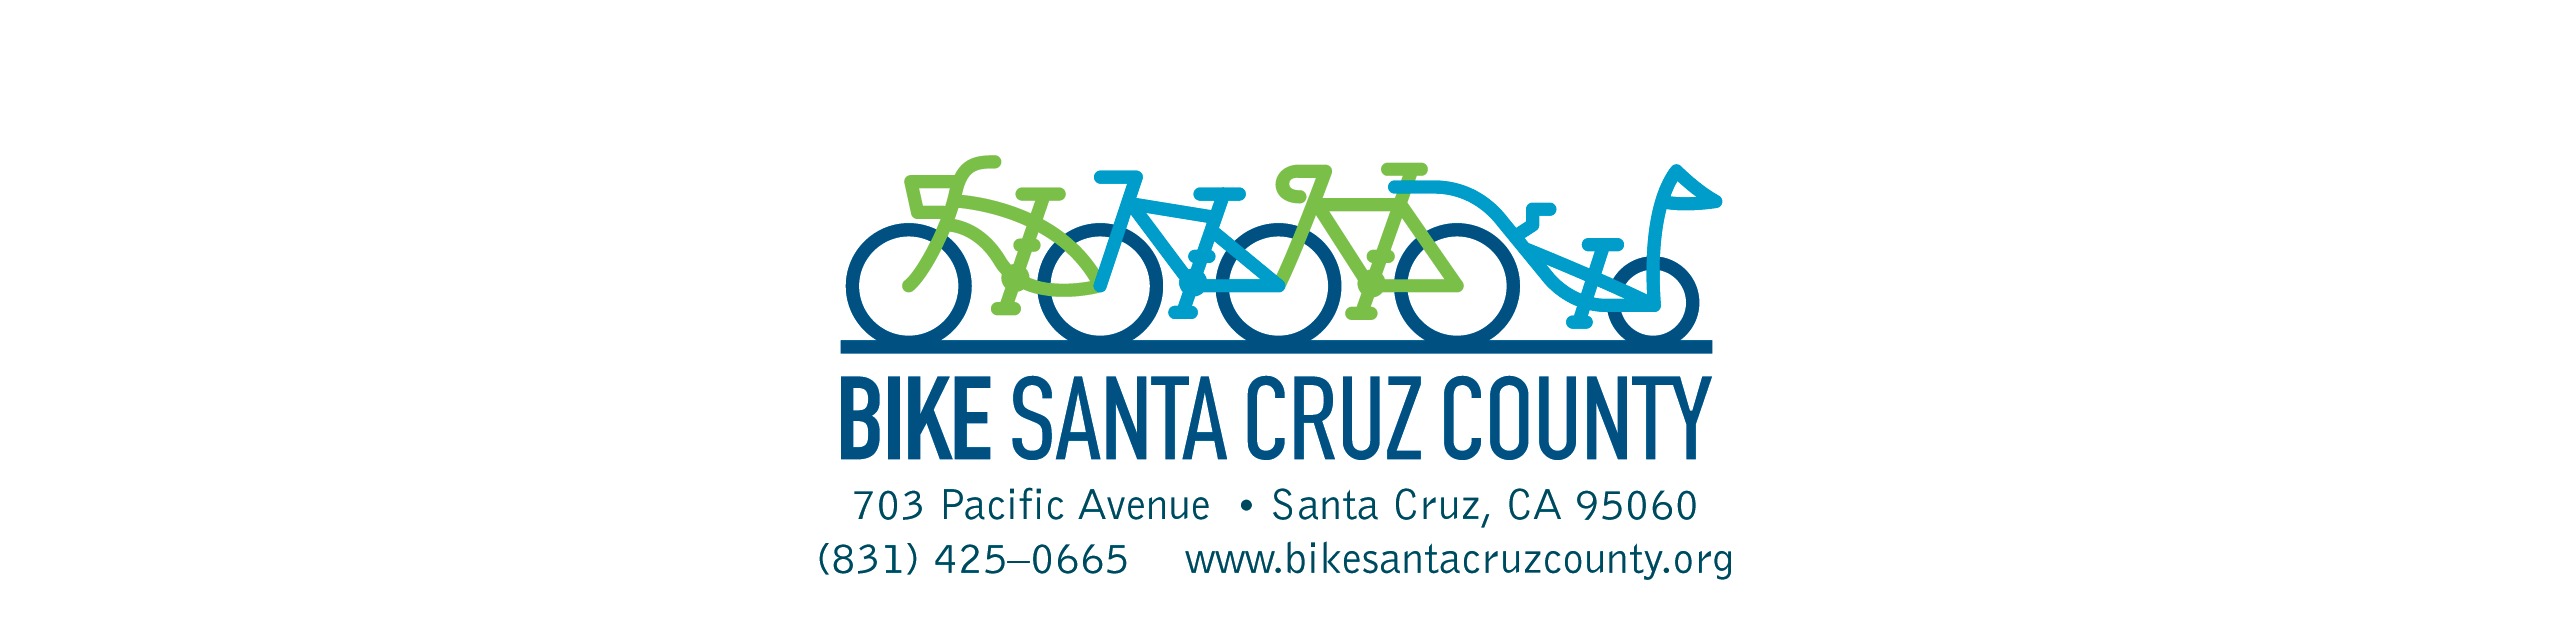 BIKE SANTA CRUZ COUNTY
703 Pacific Avenue • Santa Cruz, CA 95060
(831) 425–0665 www.bikesantacruzcounty.org